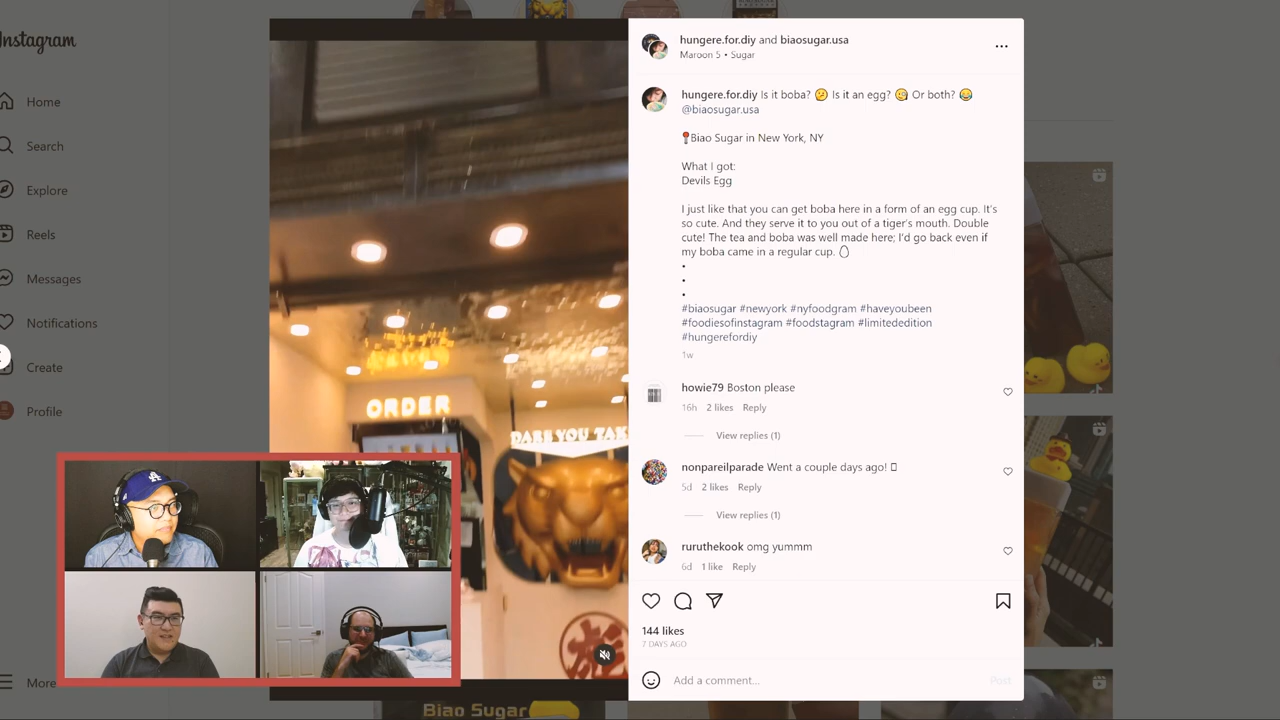 Instagram
Home
Search
Explore
Reels
Messages
Notifications
Create
Profile
More
ORDER
DARE YOU TAK
Biao Sugar
hungere.for.diy and biaosugar.usa
Maroon 5 • Sugar
hungere.for.diy Is it boba? 🫤 Is it an egg? 🧐 Or both? 😂
@biaosugar.usa
📍Biao Sugar in New York, NY
What I got:
Devils Egg
I just like that you can get boba here in a form of an egg cup. It's
so cute. And they serve it to you out of a tiger's mouth. Double
cute! The tea and boba was well made here; I'd go back even if
my boba came in a regular cup. 🥚
•
•
•
#biaosugar #newyork #nyfoodgram #haveyoubeen
#foodiesofinstagram #foodstagram #limitededition
#hungerefordiy
1w
howie79 Boston please
16h 2 likes Reply
View replies (1)
nonpareilparade Went a couple days ago!
5d 2 likes Reply
View replies (1)
ruruthekook omg yummm
6d 1 like Reply
144 likes
7 DAYS AGO
Add a comment...
Post